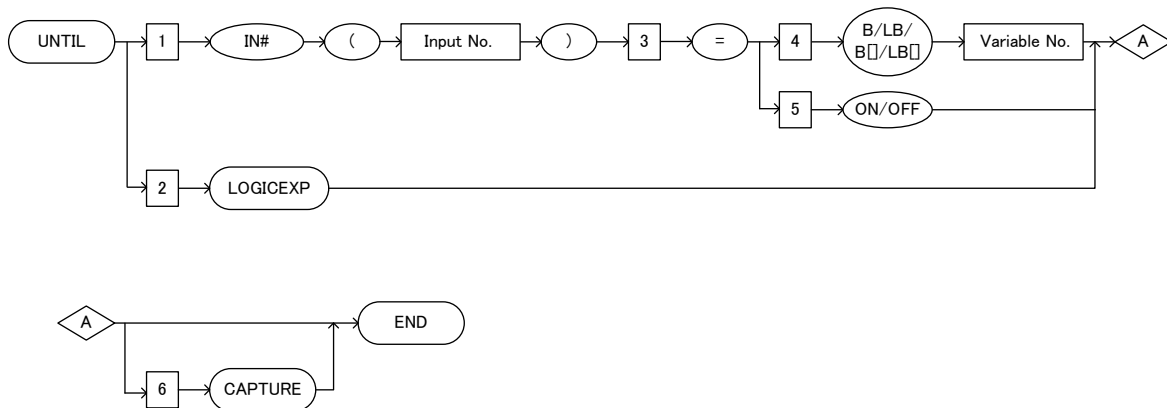 UNTIL
1
IN#
(
Input No.
)
3
=
4
B/LB/
B[]/LB[]
Variable No.
A
5
ON/OFF
2
LOGICEXP
A
END
6
CAPTURE